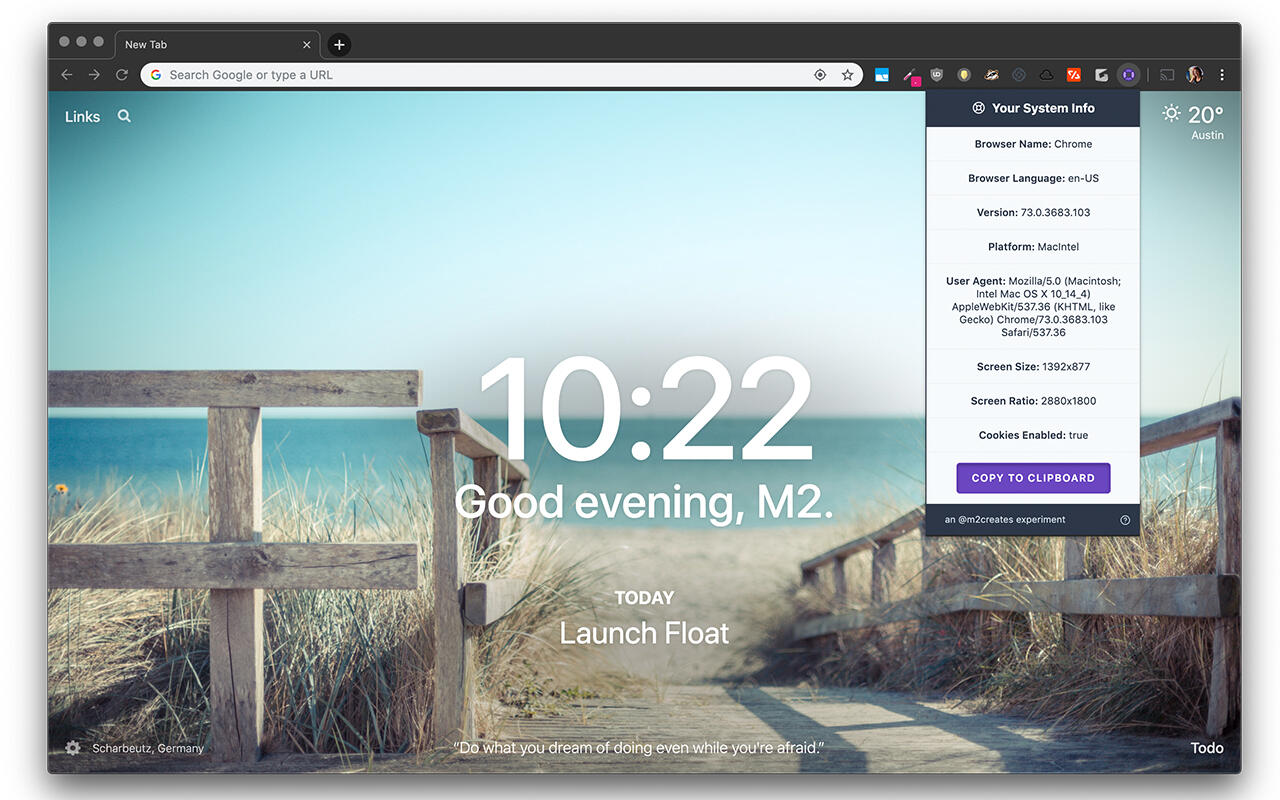 New Tab
Search Google or type a URL
Links
Your System Info
20°
Austin
Browser Name: Chrome
Browser Language: en-US
Version: 73.0.3683.103
Platform: MacIntel
User Agent: Mozilla/5.0 (Macintosh;
Intel Mac OS X 10_14_4)
AppleWebKit/537.36 (KHTML, like
Gecko) Chrome/73.0.3683.103
Safari/537.36
Screen Size: 1392x877
Screen Ratio: 2880x1800
Cookies Enabled: true
COPY TO CLIPBOARD
an @m2creates experiment
10:22
Good evening, M2.
TODAY
Launch Float
Scharbeutz, Germany
“Do what you dream of doing even while you're afraid.”
Todo